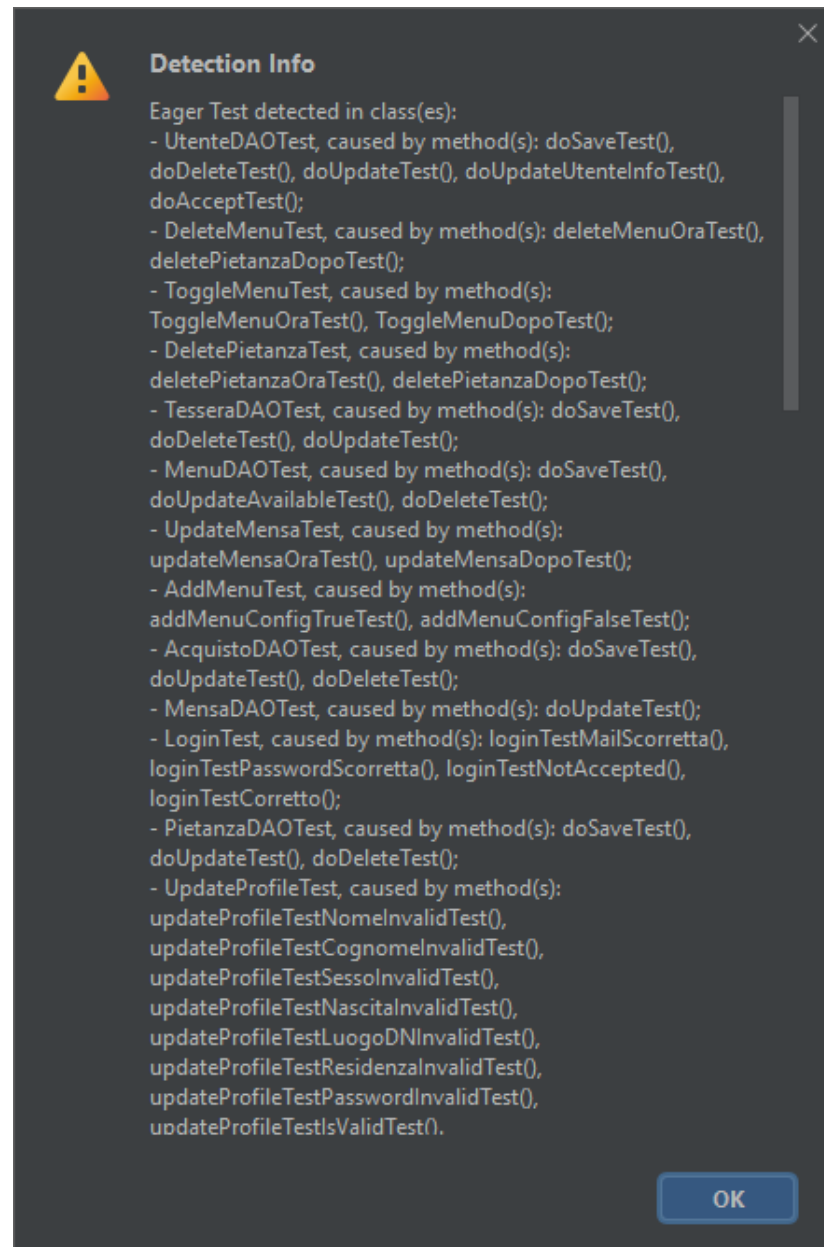 Detection Info
Eager Test detected in class(es):
- UtenteDAOTest, caused by method(s): doSaveTest(),
doDeleteTest(), doUpdateTest(), doUpdateUtenteInfoTest(),
doAcceptTest();
- DeleteMenuTest, caused by method(s): deleteMenuOraTest(),
deletePietanzaDopoTest();
- ToggleMenuTest, caused by method(s):
ToggleMenuOraTest(), ToggleMenuDopoTest();
- DeletePietanzaTest, caused by method(s):
deletePietanzaOraTest(), deletePietanzaDopoTest();
- TesseraDAOTest, caused by method(s): doSaveTest(),
doDeleteTest(), doUpdateTest();
- MenuDAOTest, caused by method(s): doSaveTest(),
doUpdateAvailableTest(), doDeleteTest();
- UpdateMensaTest, caused by method(s):
updateMensaOraTest(), updateMensaDopoTest();
- AddMenuTest, caused by method(s):
addMenuConfigTrueTest(), addMenuConfigFalseTest();
- AcquistoDAOTest, caused by method(s): doSaveTest(),
doUpdateTest(), doDeleteTest();
- MensaDAOTest, caused by method(s): doUpdateTest();
- LoginTest, caused by method(s): loginTestMailScorretta(),
loginTestPasswordScorretta(), loginTestNotAccepted(),
loginTestCorretto();
- PietanzaDAOTest, caused by method(s): doSaveTest(),
doUpdateTest(), doDeleteTest();
- UpdateProfileTest, caused by method(s):
updateProfileTestNomeInvalidTest(),
updateProfileTestCognomeInvalidTest(),
updateProfileTestSessoInvalidTest(),
updateProfileTestNascitaInvalidTest(),
updateProfileTestLuogoDNInvalidTest(),
updateProfileTestResidenzaInvalidTest(),
updateProfileTestPasswordInvalidTest(),
updateProfileTestIsValidTest(),
OK